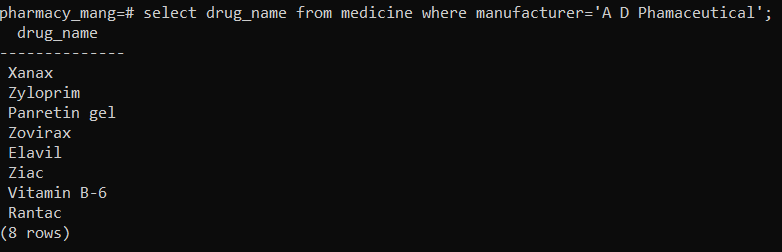 pharmacy_mang=# select drug_name from medicine where manufacturer='A D Phamaceutical';
drug_name
--------------
Xanax
Zyloprim
Panretin gel
Zovirax
Elavil
Ziac
Vitamin B-6
Rantac
(8 rows)